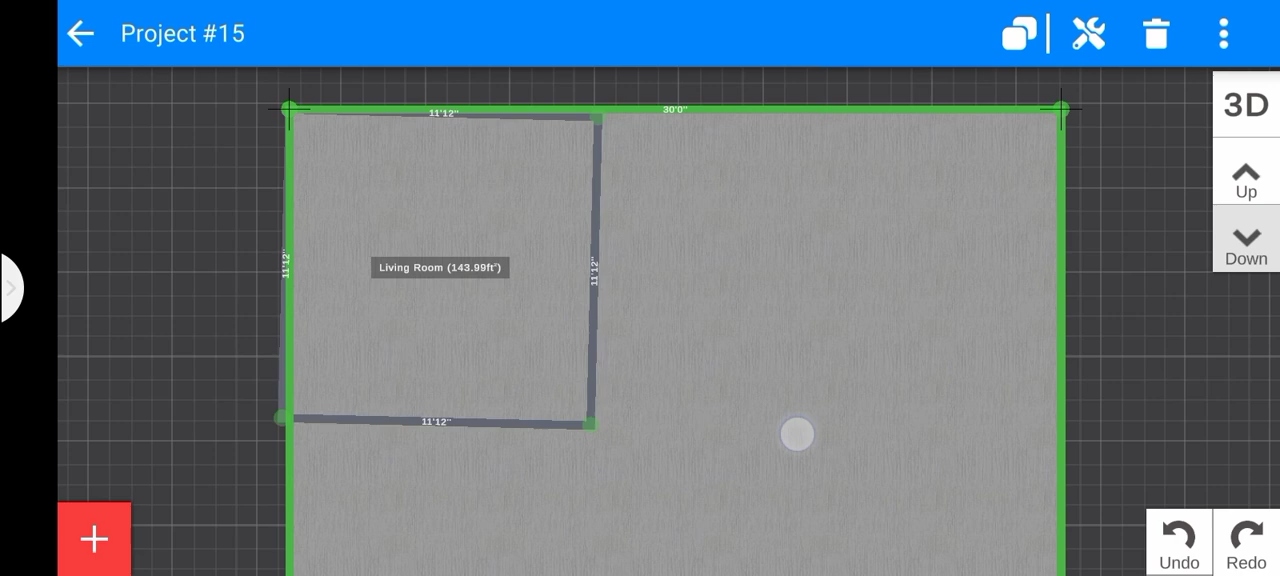 Project #15
3D
11'12" 30'0"
Up
Down
11'12"
11'12"
Living Room (143.99ft²)
11'12"
Undo Redo